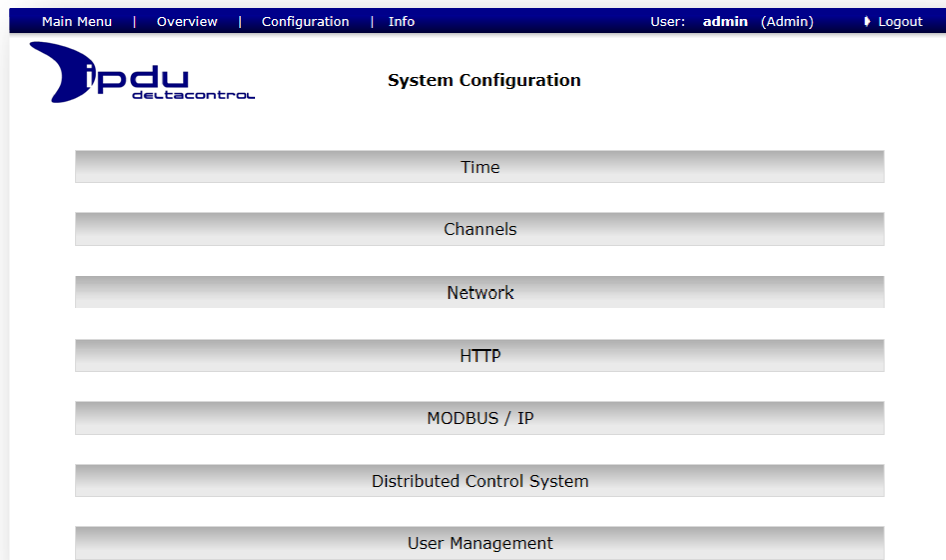 Main Menu | Overview | Configuration | Info User: admin (Admin) Logout
ipdu
deltacontrol
System Configuration
Time
Channels
Network
HTTP
MODBUS / IP
Distributed Control System
User Management